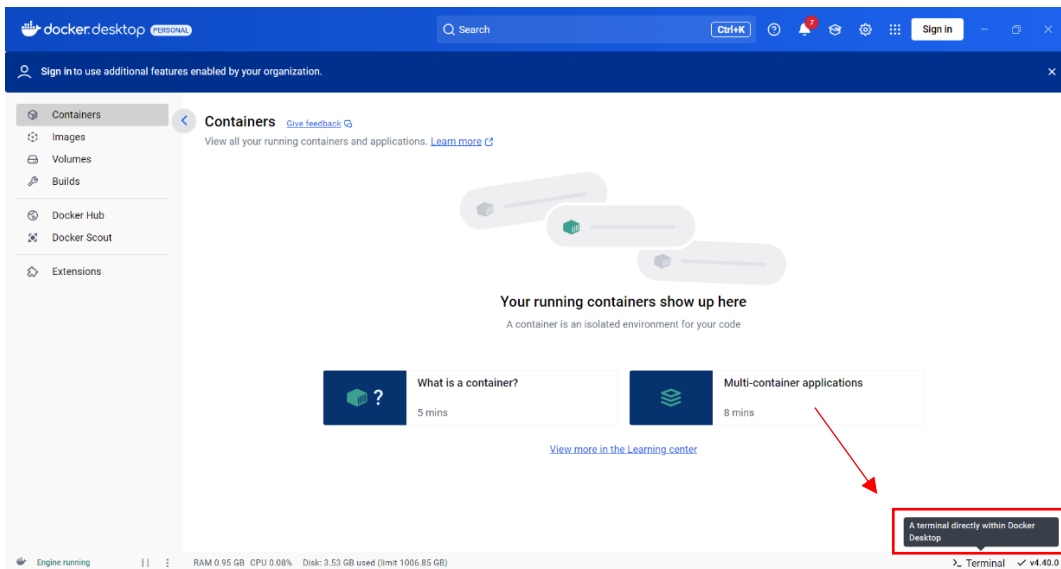 docker.desktop PERSONAL
Search
Ctrl+K
7
Sign in
Sign in to use additional features enabled by your organization.
Containers
Images
Volumes
Builds
Docker Hub
Docker Scout
Extensions
Containers Give feedback
View all your running containers and applications. Learn more
Your running containers show up here
A container is an isolated environment for your code
?
What is a container?
5 mins
Multi-container applications
8 mins
View more in the Learning center
A terminal directly within Docker
Desktop
Engine running
RAM 0.95 GB CPU 0.08% Disk: 3.53 GB used (limit 1006.85 GB)
>_ Terminal
v4.40.0